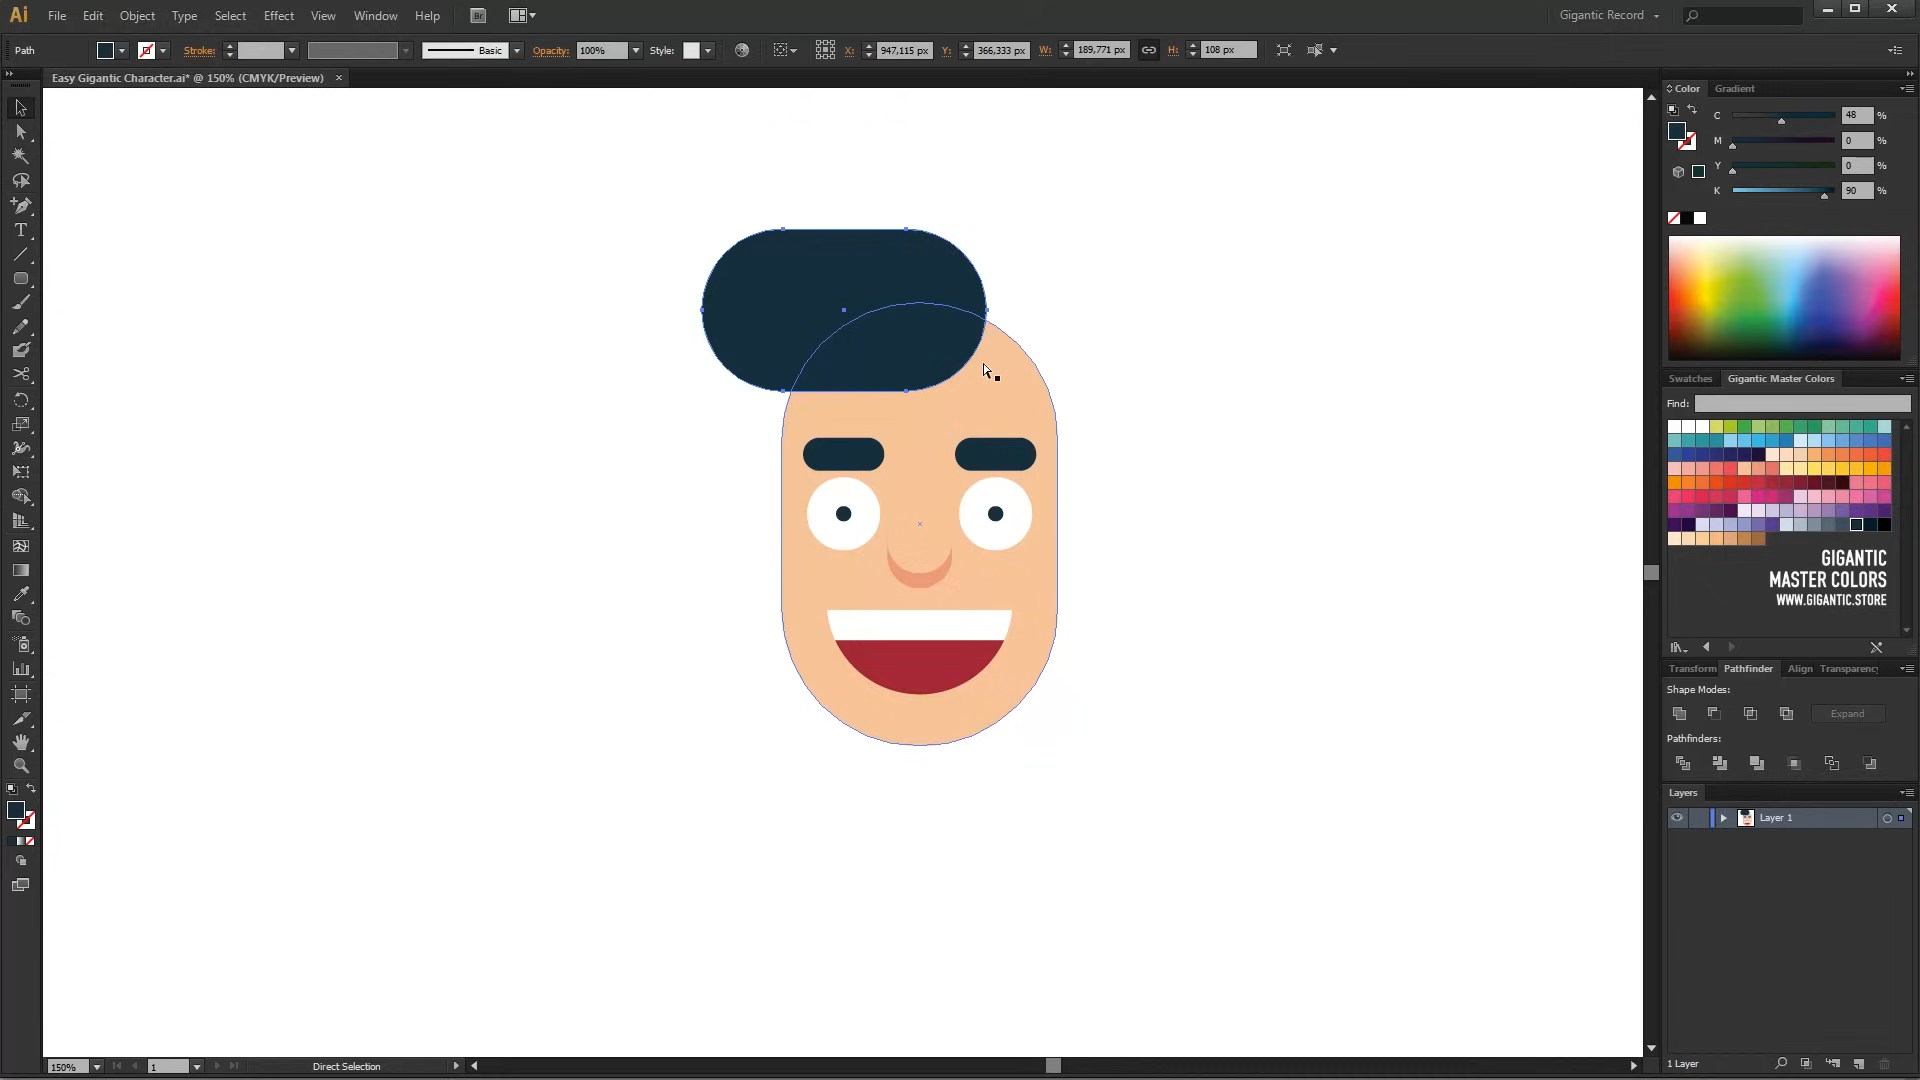 Ai File Edit Object Type Select Effect View Window Help Br Gigantic Record
Path Stroke: Basic Opacity: 100% Style: X: 947,115 px Y: 366,333 px W: 189,771 px H: 108 px
Easy Gigantic Character.ai* @ 150% (CMYK/Preview) ×
Color Gradient
C 48 %
M 0 %
Y 0 %
K 90 %
Swatches Gigantic Master Colors
Find:
GIGANTIC
MASTER COLORS
WWW.GIGANTIC.STORE
Transform Pathfinder Align Transparenc
Shape Modes:
Expand
Pathfinders:
Layers
Layer 1
150% 1 Direct Selection 1 Layer